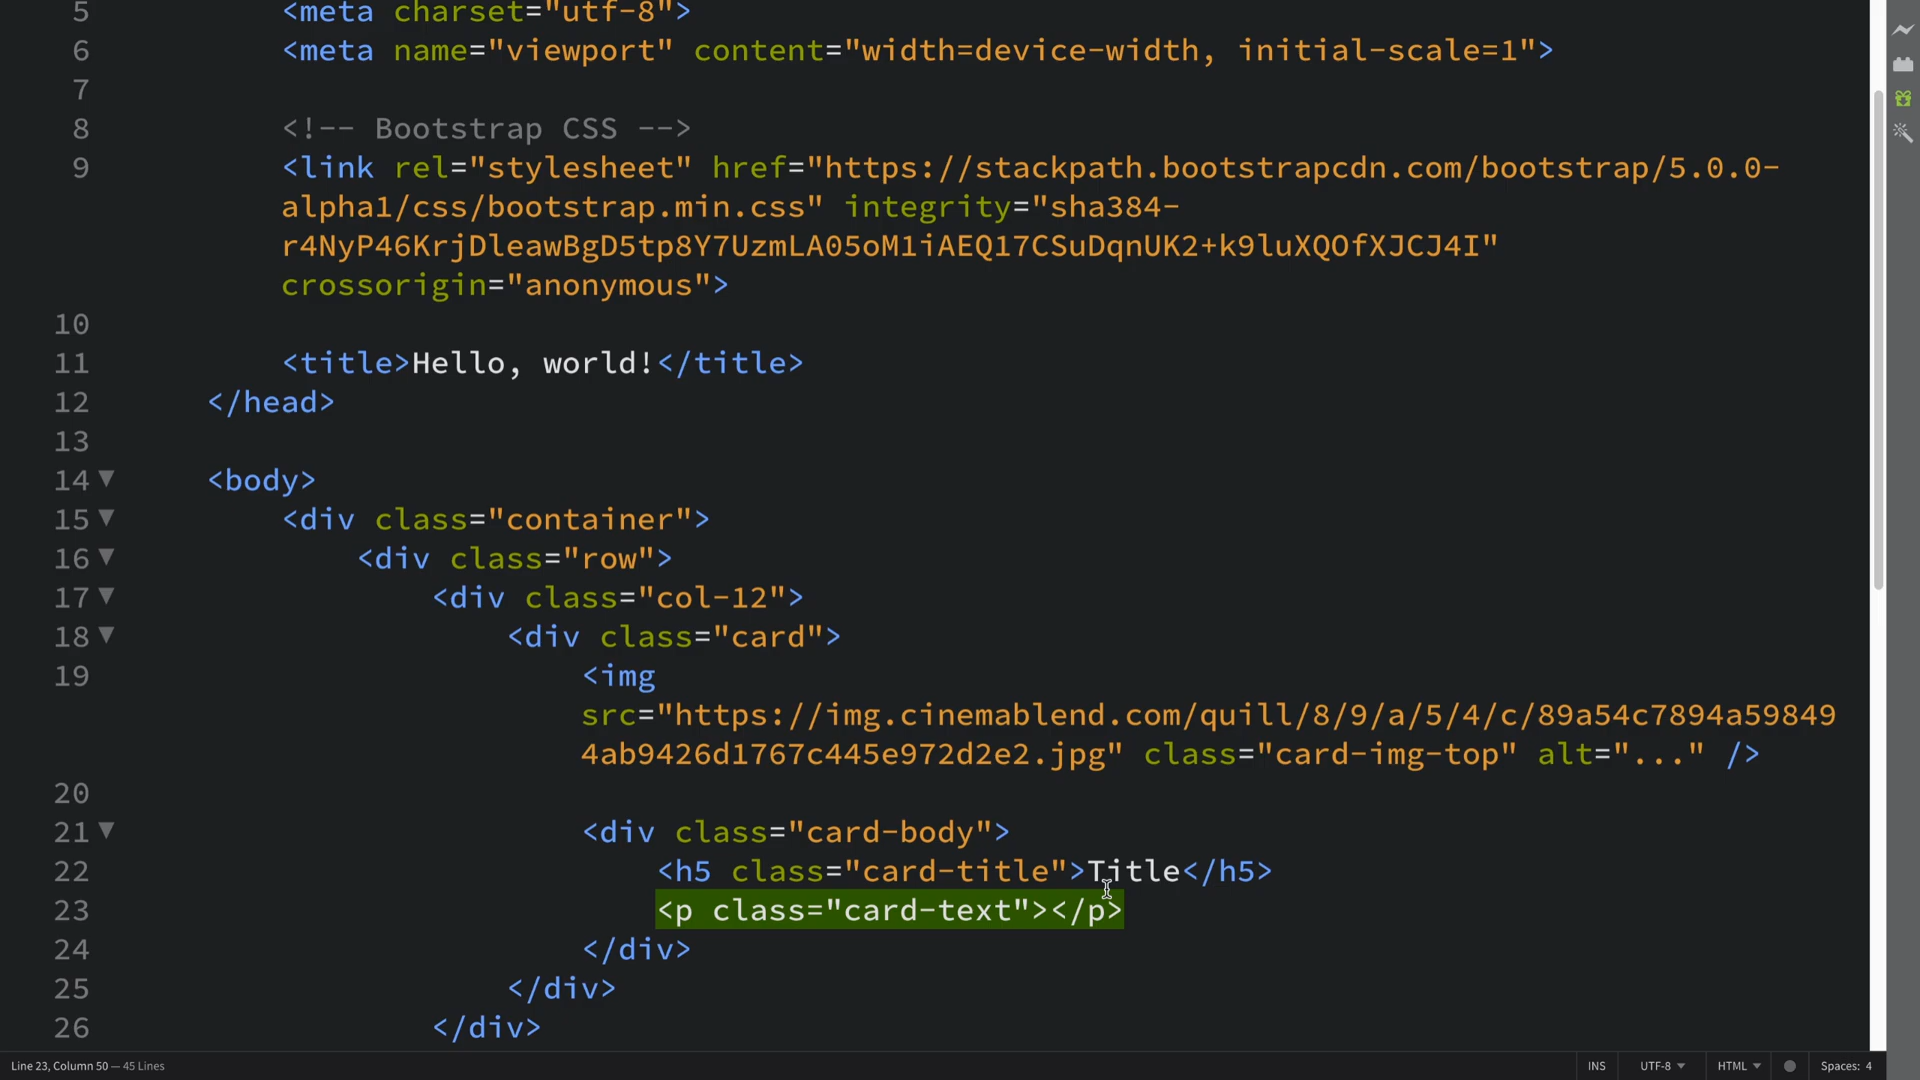 5 <meta charset="utf-8">
6 <meta name="viewport" content="width=device-width, initial-scale=1">
7
8 <!-- Bootstrap CSS -->
9 <link rel="stylesheet" href="https://stackpath.bootstrapcdn.com/bootstrap/5.0.0-
alpha1/css/bootstrap.min.css" integrity="sha384-
r4NyP46KrjDleawBgD5tp8Y7UzmLA05oM1iAEQ17CSuDqnUK2+k9luXQOfXJCJ4I"
crossorigin="anonymous">
10
11 <title>Hello, world!</title>
12 </head>
13
14 <body>
15 <div class="container">
16 <div class="row">
17 <div class="col-12">
18 <div class="card">
19 <img
src="https://img.cinemablend.com/quill/8/9/a/5/4/c/89a54c7894a59849
4ab9426d1767c445e972d2e2.jpg" class="card-img-top" alt="..." />
20
21 <div class="card-body">
22 <h5 class="card-title">Title</h5>
23 <p class="card-text"></p>
24 </div>
25 </div>
26 </div>
Line 23, Column 50 — 45 Lines INS UTF-8 HTML Spaces: 4